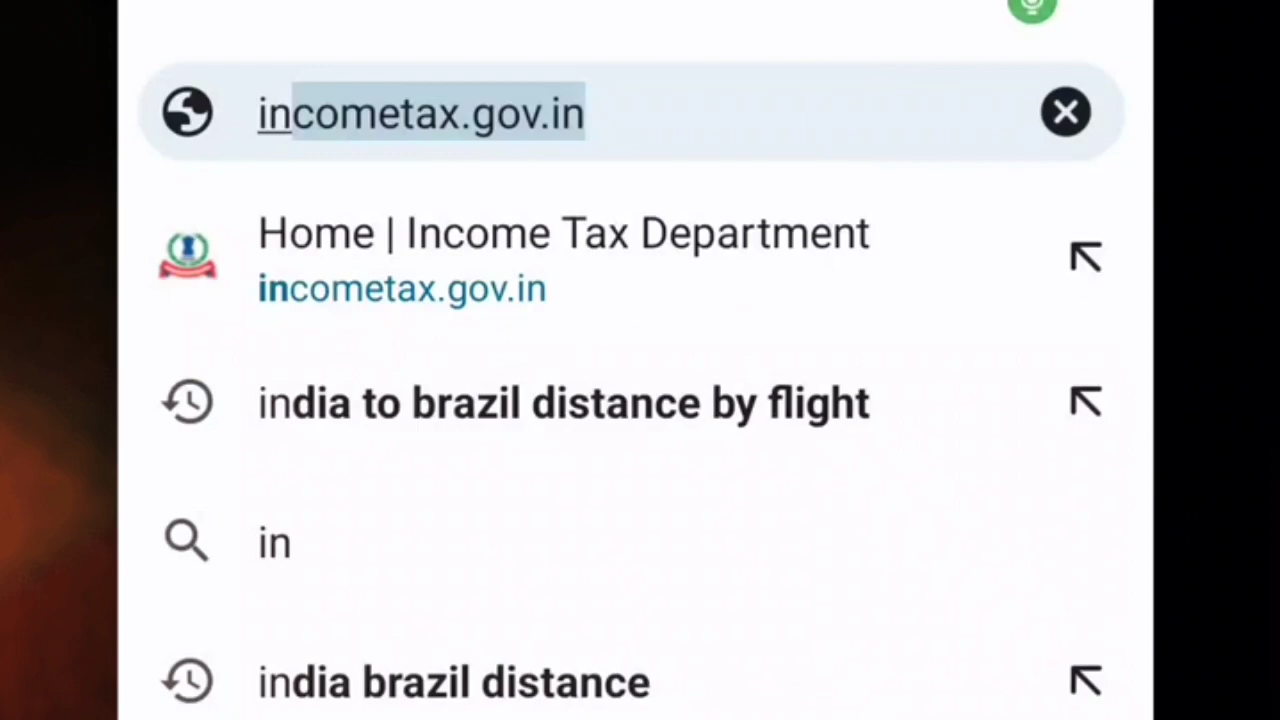 incometax.gov.in
Home | Income Tax Department
incometax.gov.in
india to brazil distance by flight
in
india brazil distance